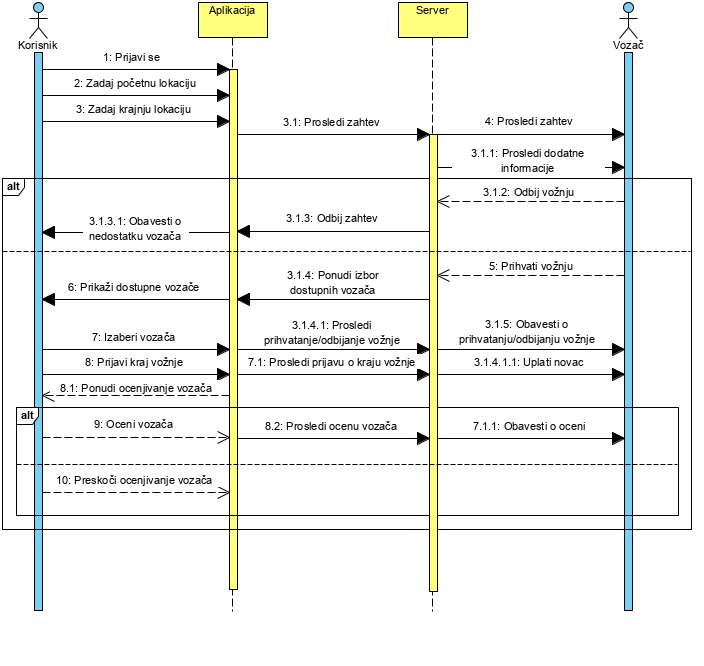 Aplikacija
Server
Korisnik
Vozač
1: Prijavi se
2: Zadaj početnu lokaciju
3: Zadaj krajnju lokaciju
3.1: Prosledi zahtev
4: Prosledi zahtev
3.1.1: Prosledi dodatne
informacije
alt
3.1.2: Odbij vožnju
3.1.3: Odbij zahtev
3.1.3.1: Obavesti o
nedostatku vozača
5: Prihvati vožnju
3.1.4: Ponudi izbor
dostupnih vozača
6: Prikaži dostupne vozače
7: Izaberi vozača
3.1.4.1: Prosledi
prihvatanje/odbijanje vožnje
3.1.5: Obavesti o
prihvatanju/odbijanju vožnje
8: Prijavi kraj vožnje
7.1: Prosledi prijavu o kraju vožnje
3.1.4.1.1: Uplati novac
8.1: Ponudi ocenjivanje vozača
alt
9: Oceni vozača
8.2: Prosledi ocenu vozača
7.1.1: Obavesti o oceni
10: Preskoči ocenjivanje vozača